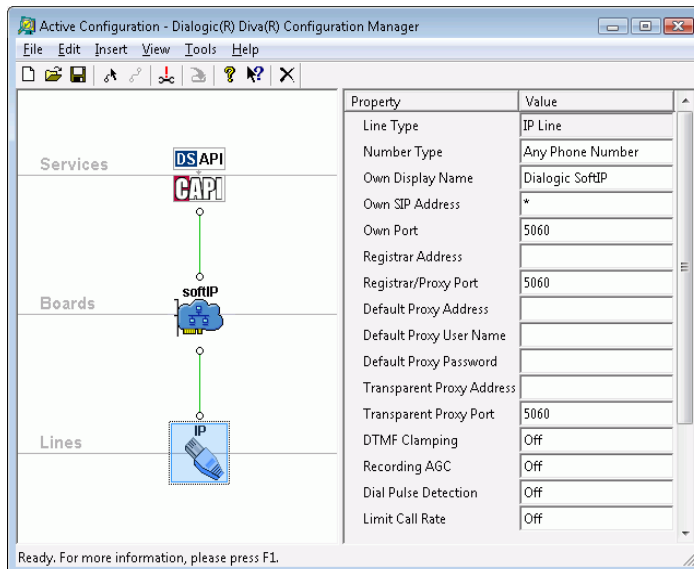 Active Configuration - Dialogic(R) Diva(R) Configuration Manager
File Edit Insert View Tools Help
Services
DS API
CAPI
softIP
Boards
IP
Lines
Property Value
Line Type IP Line
Number Type Any Phone Number
Own Display Name Dialogic SoftIP
Own SIP Address *
Own Port 5060
Registrar Address
Registrar/Proxy Port 5060
Default Proxy Address
Default Proxy User Name
Default Proxy Password
Transparent Proxy Address
Transparent Proxy Port 5060
DTMF Clamping Off
Recording AGC Off
Dial Pulse Detection Off
Limit Call Rate Off
Ready. For more information, please press F1.